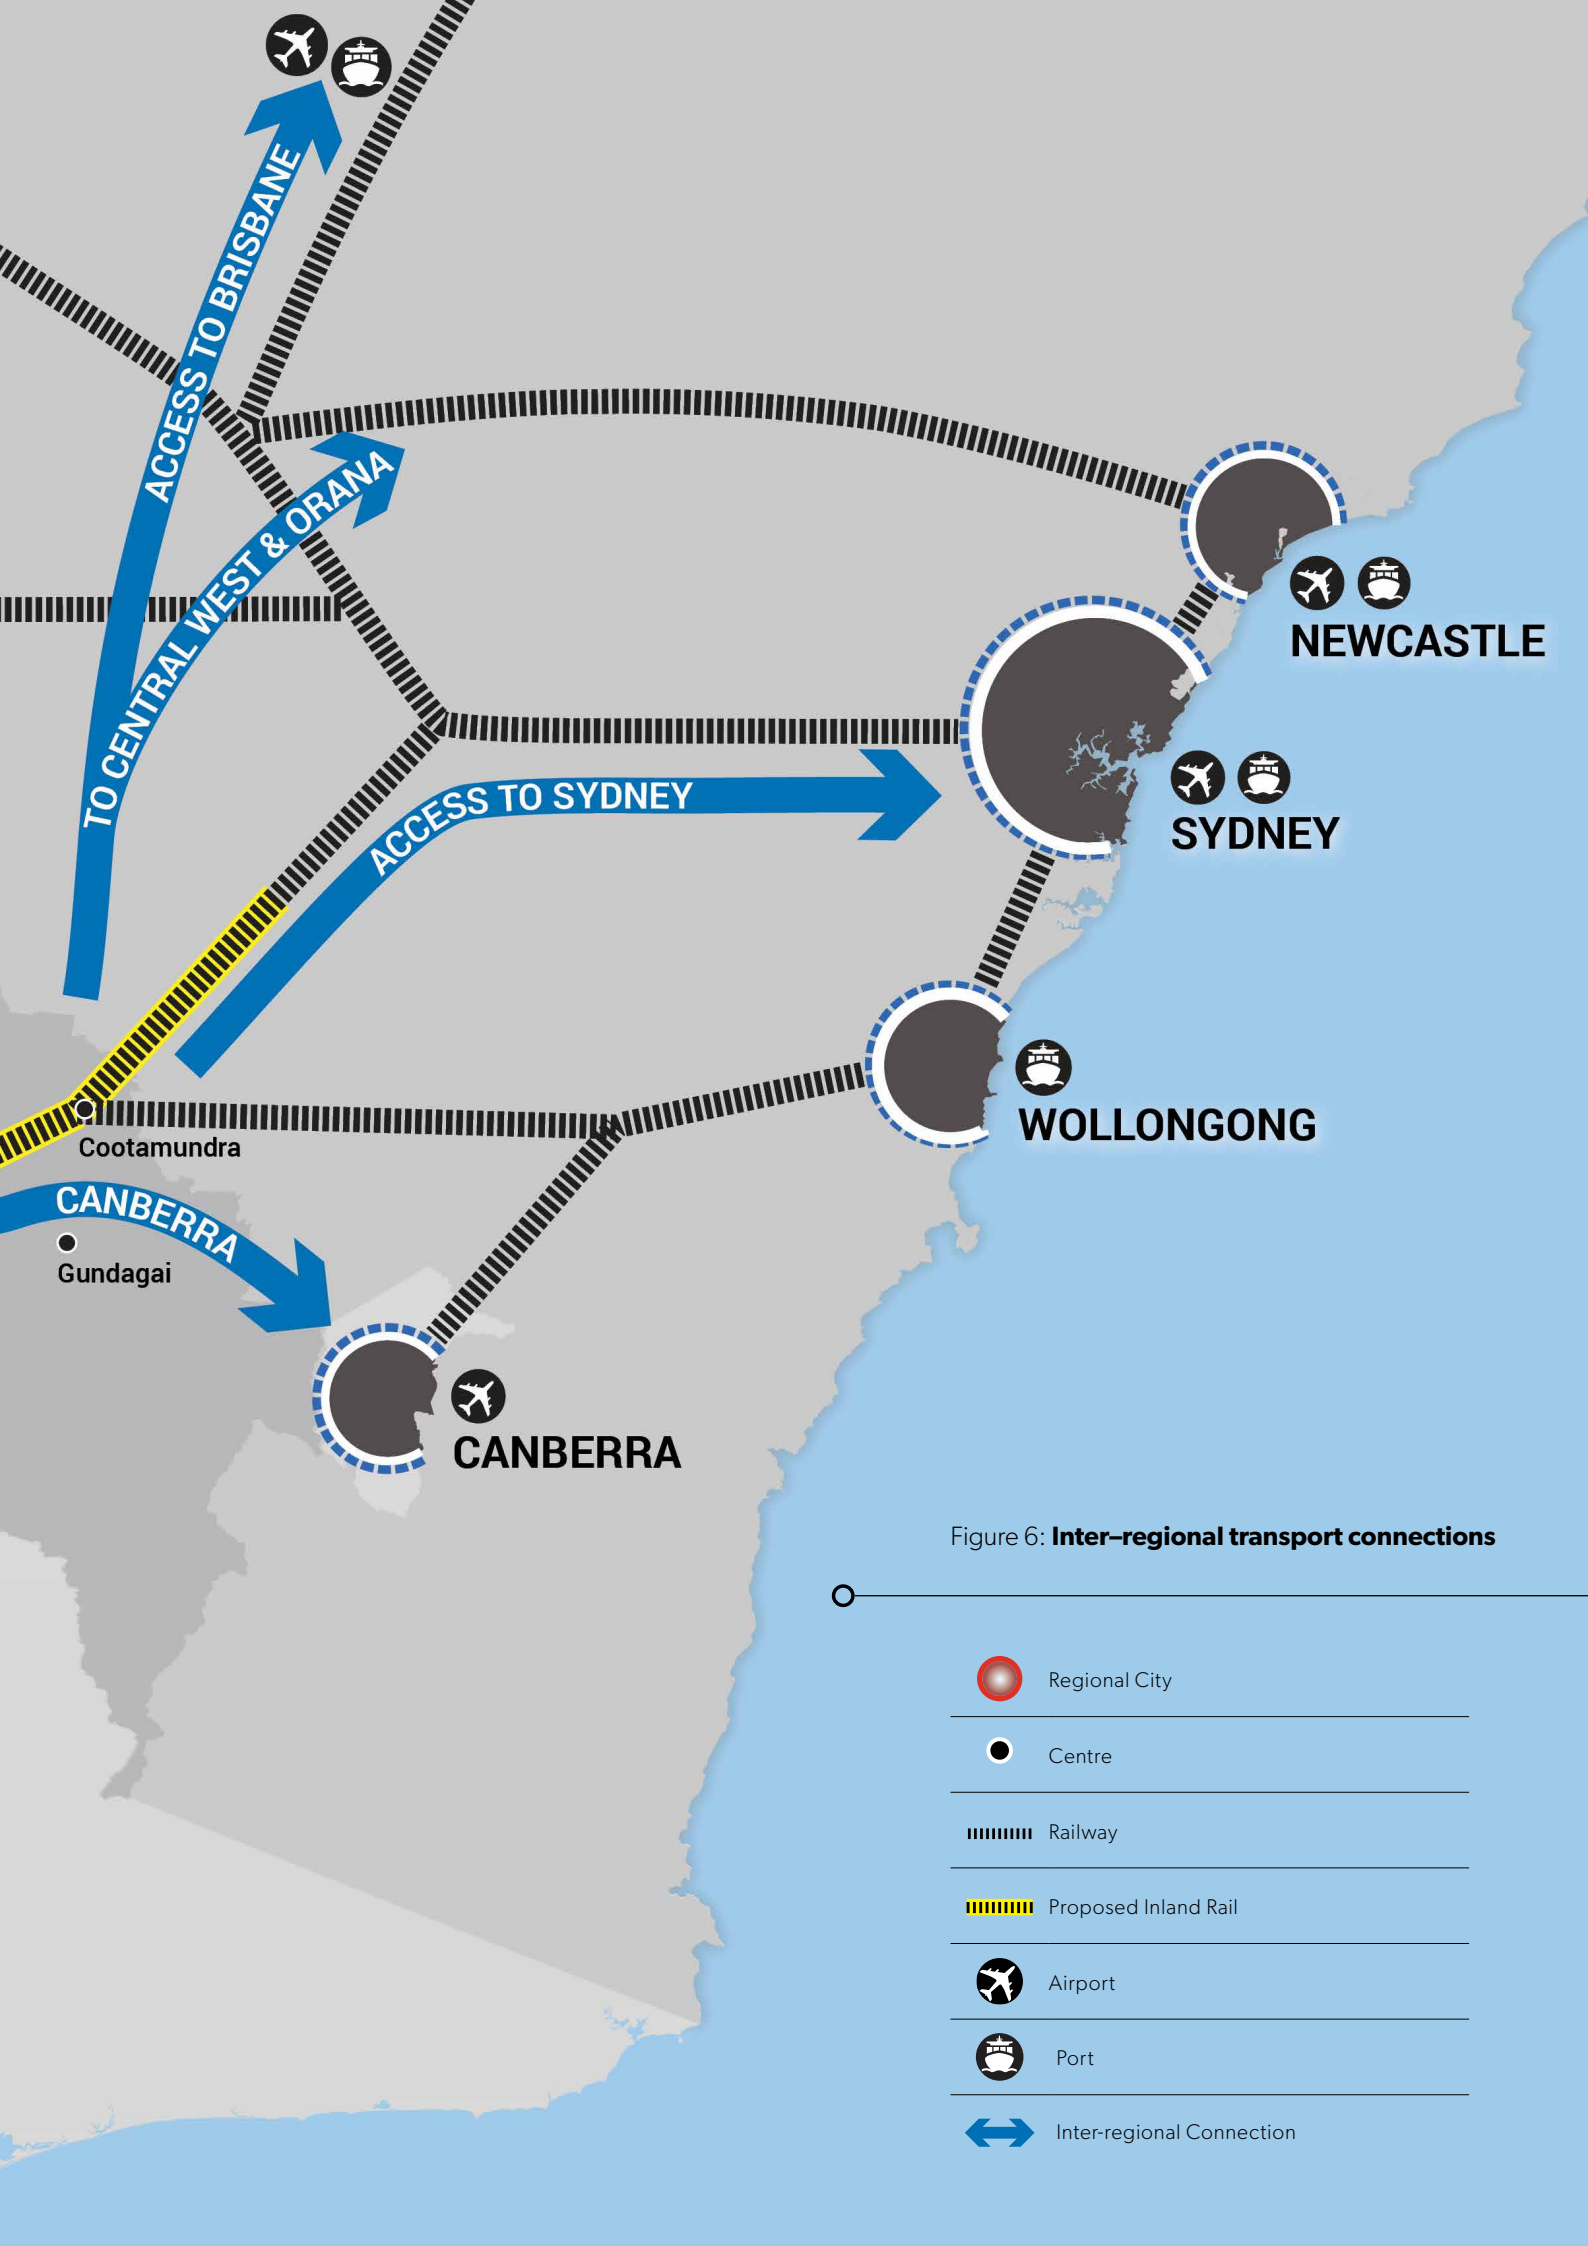 ACCESS TO BRISBANE
TO CENTRAL WEST & ORANA
NEWCASTLE
ACCESS TO SYDNEY
SYDNEY
WOLLONGONG
Cootamundra
CANBERRA
Gundagai
CANBERRA
Figure 6: Inter–regional transport connections
Regional City
Centre
Railway
Proposed Inland Rail
Airport
Port
Inter-regional Connection